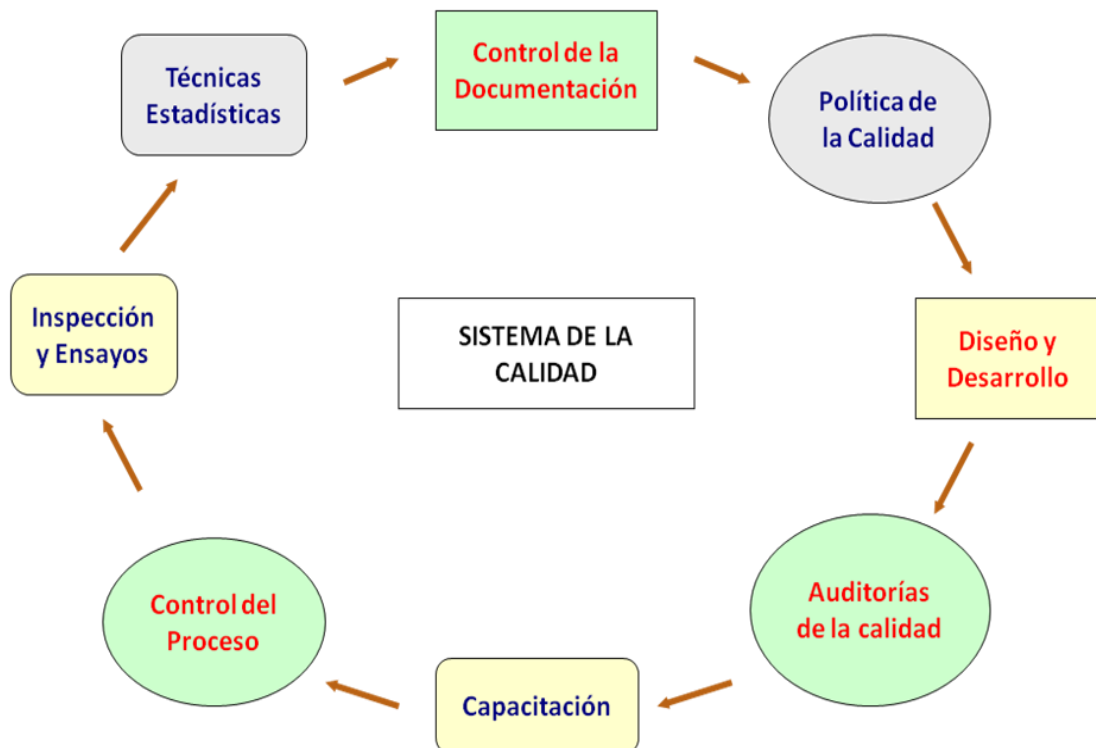 Técnicas
Estadísticas
Control de la
Documentación
Política de
la Calidad
Inspección
y Ensayos
SISTEMA DE LA
CALIDAD
Diseño y
Desarrollo
Control del
Proceso
Capacitación
Auditorías
de la calidad